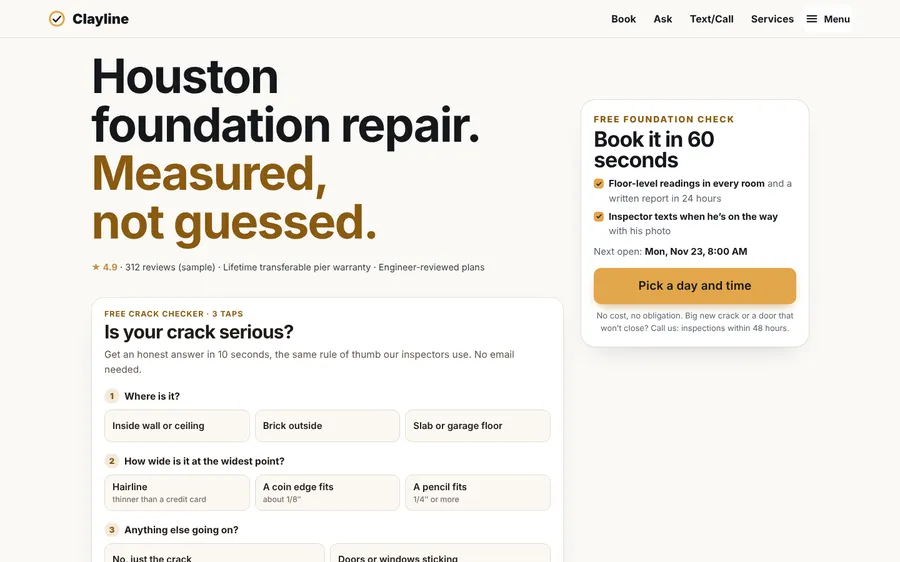 Clayline
Book
Ask
Text/Call
Services
Menu
Houston
foundation repair.
Measured,
not guessed.
★ 4.9 · 312 reviews (sample) · Lifetime transferable pier warranty · Engineer-reviewed plans
FREE FOUNDATION CHECK
Book it in 60
seconds
Floor-level readings in every room and a
written report in 24 hours
Inspector texts when he’s on the way
with his photo
Next open: Mon, Nov 23, 8:00 AM
Pick a day and time
No cost, no obligation. Big new crack or a door that
won’t close? Call us: inspections within 48 hours.
FREE CRACK CHECKER · 3 TAPS
Is your crack serious?
Get an honest answer in 10 seconds, the same rule of thumb our inspectors use. No email
needed.
1 Where is it?
Inside wall or ceiling
Brick outside
Slab or garage floor
2 How wide is it at the widest point?
Hairline
thinner than a credit card
A coin edge fits
about 1/8″
A pencil fits
1/4″ or more
3 Anything else going on?
No, just the crack
Doors or windows sticking